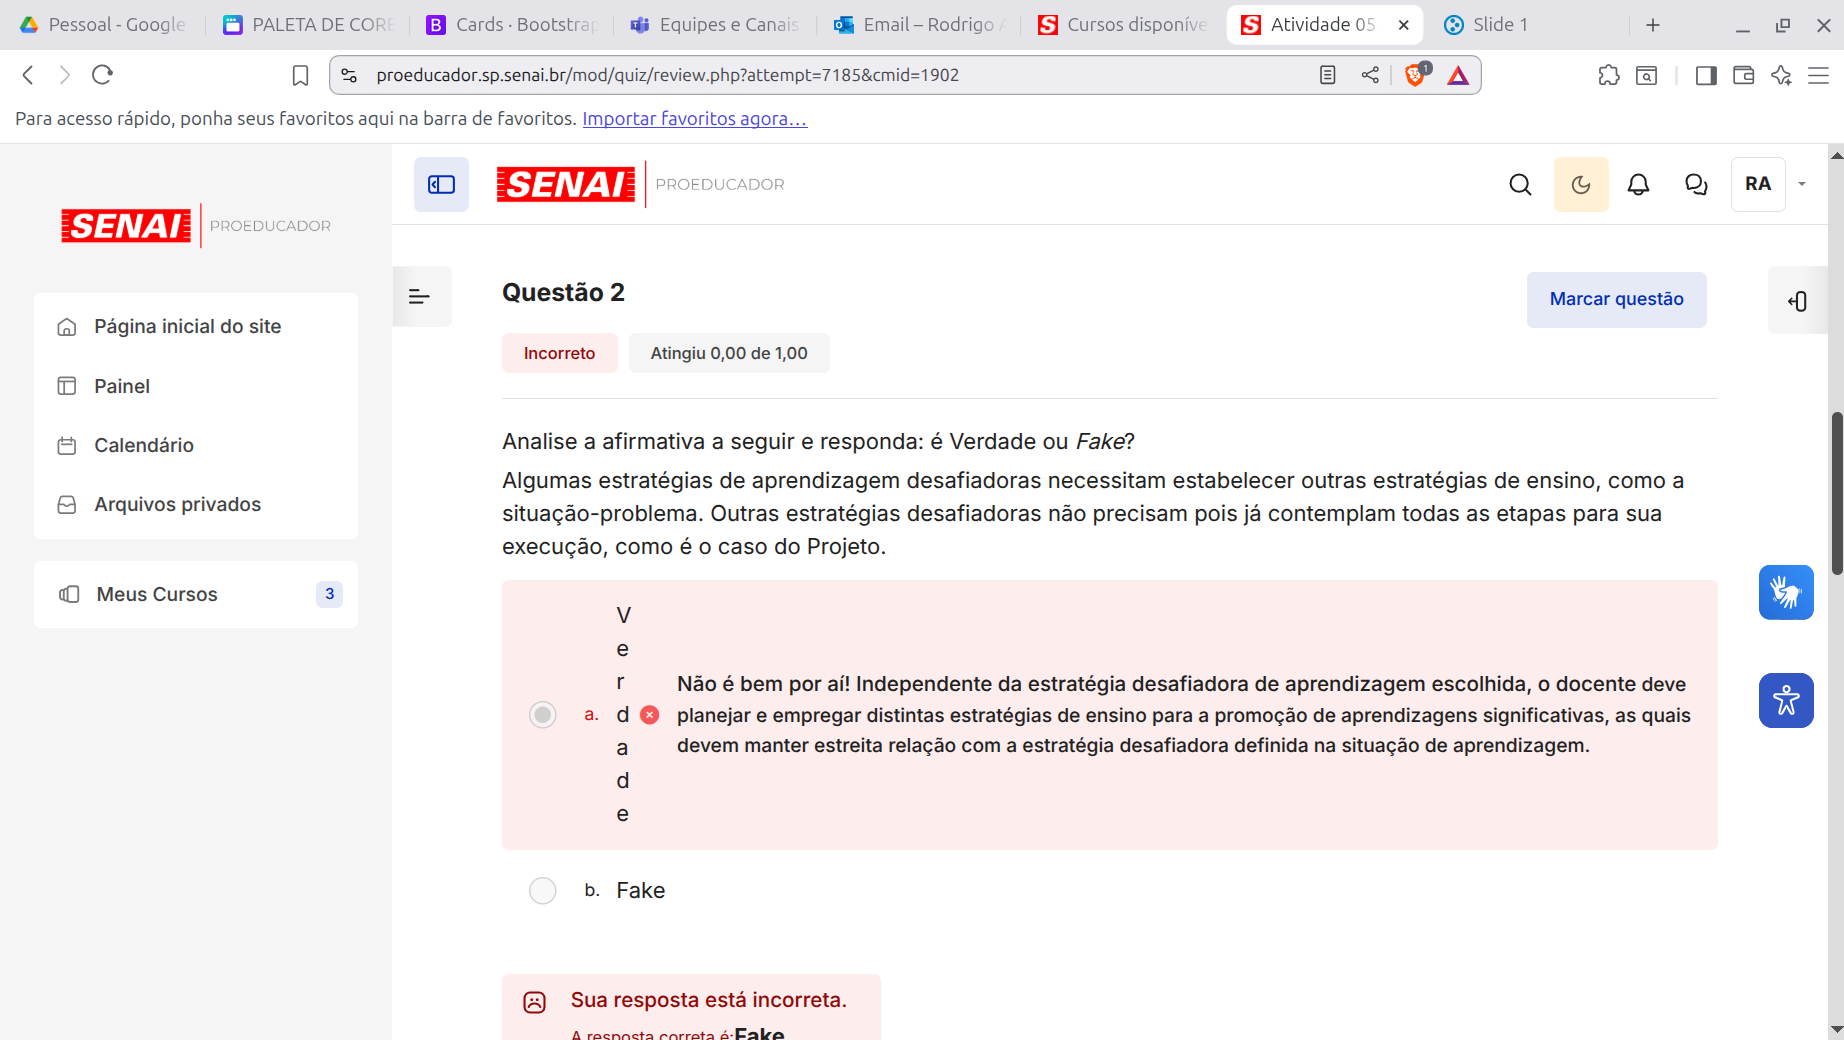 Pessoal - Google
PALETA DE CORE
Cards · Bootstrap
Equipes e Canais
Email – Rodrigo A
Cursos disponíve
Atividade 05
Slide 1
proeducador.sp.senai.br/mod/quiz/review.php?attempt=7185&cmid=1902
1
Para acesso rápido, ponha seus favoritos aqui na barra de favoritos. Importar favoritos agora...
SENAI PROEDUCADOR
RA
SENAI PROEDUCADOR
Página inicial do site
Painel
Calendário
Arquivos privados
Meus Cursos 3
Questão 2
Marcar questão
Incorreto Atingiu 0,00 de 1,00
Analise a afirmativa a seguir e responda: é Verdade ou Fake?
Algumas estratégias de aprendizagem desafiadoras necessitam estabelecer outras estratégias de ensino, como a
situação-problema. Outras estratégias desafiadoras não precisam pois já contemplam todas as etapas para sua
execução, como é o caso do Projeto.
a.
V
e
r
d
a
d
e
Não é bem por aí! Independente da estratégia desafiadora de aprendizagem escolhida, o docente deve
planejar e empregar distintas estratégias de ensino para a promoção de aprendizagens significativas, as quais
devem manter estreita relação com a estratégia desafiadora definida na situação de aprendizagem.
b. Fake
Sua resposta está incorreta.
A resposta correta é:Fake